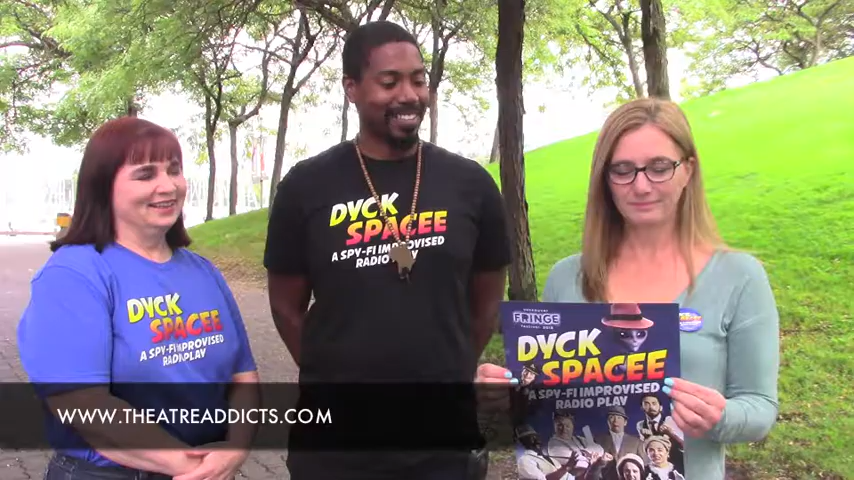 DYCK
SPACEE
A SPY-FI IMPROVISED
RADIO PLAY
DYCK
SPACEE
A SPY-FI IMPROVISED
RADIO
FRINGE
DYCK
SPACEE
A SPY-FI IMPROVISED
RADIO PLAY
WWW.THEATREADDICTS.COM